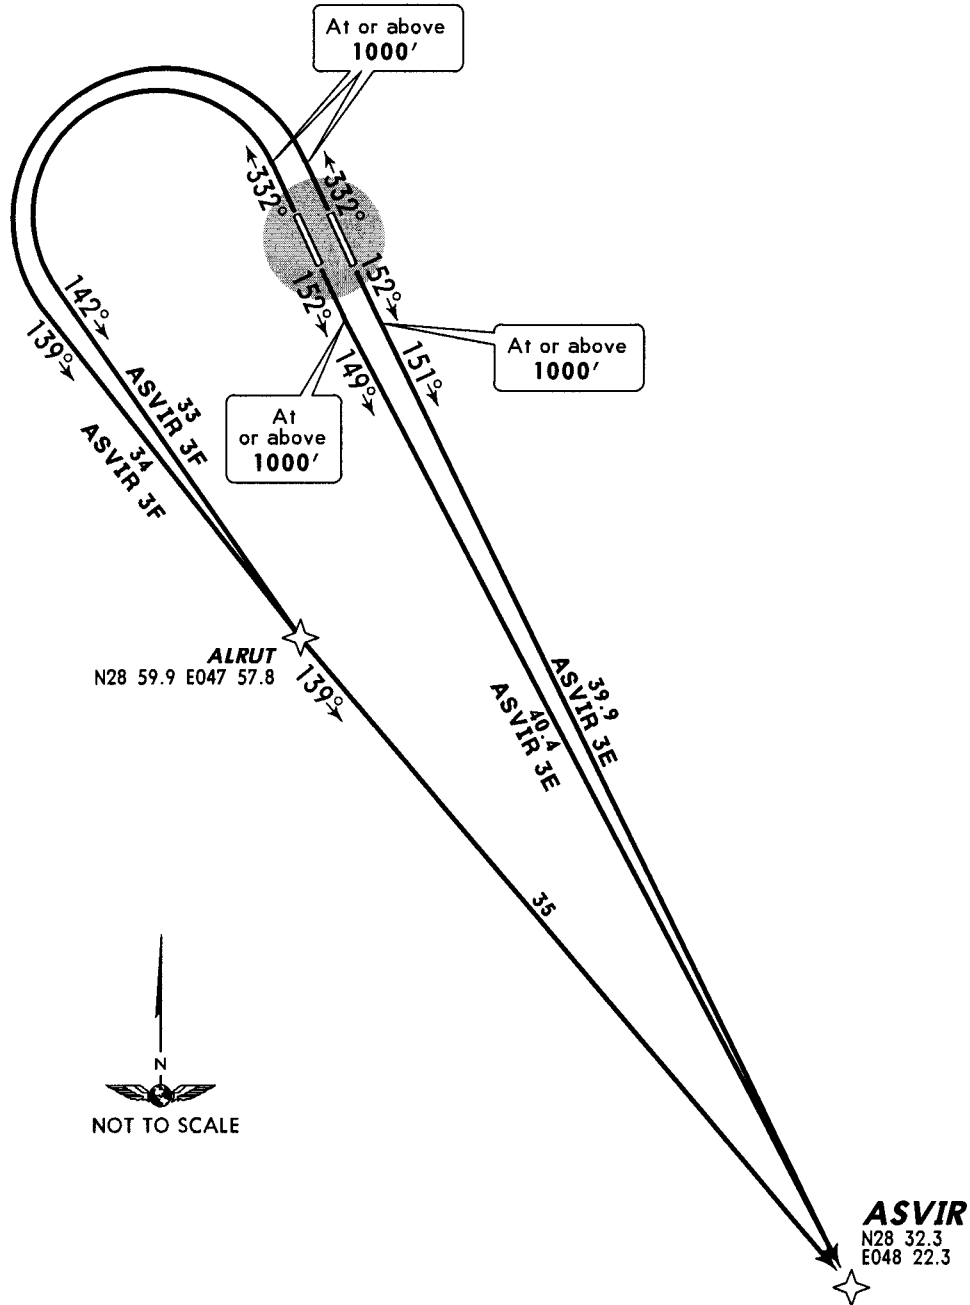 At or above
1000'
332°
332°
152°
152°
142°
139°
149°
151°
At or above
1000'
At
or above
1000'
33
ASVIR 3F
34
ASVIR 3F
ALRUT
N28 59.9 E047 57.8
139°
39.9
ASVIR 3E
40.4
ASVIR 3E
35
N
NOT TO SCALE
ASVIR
N28 32.3
E048 22.3